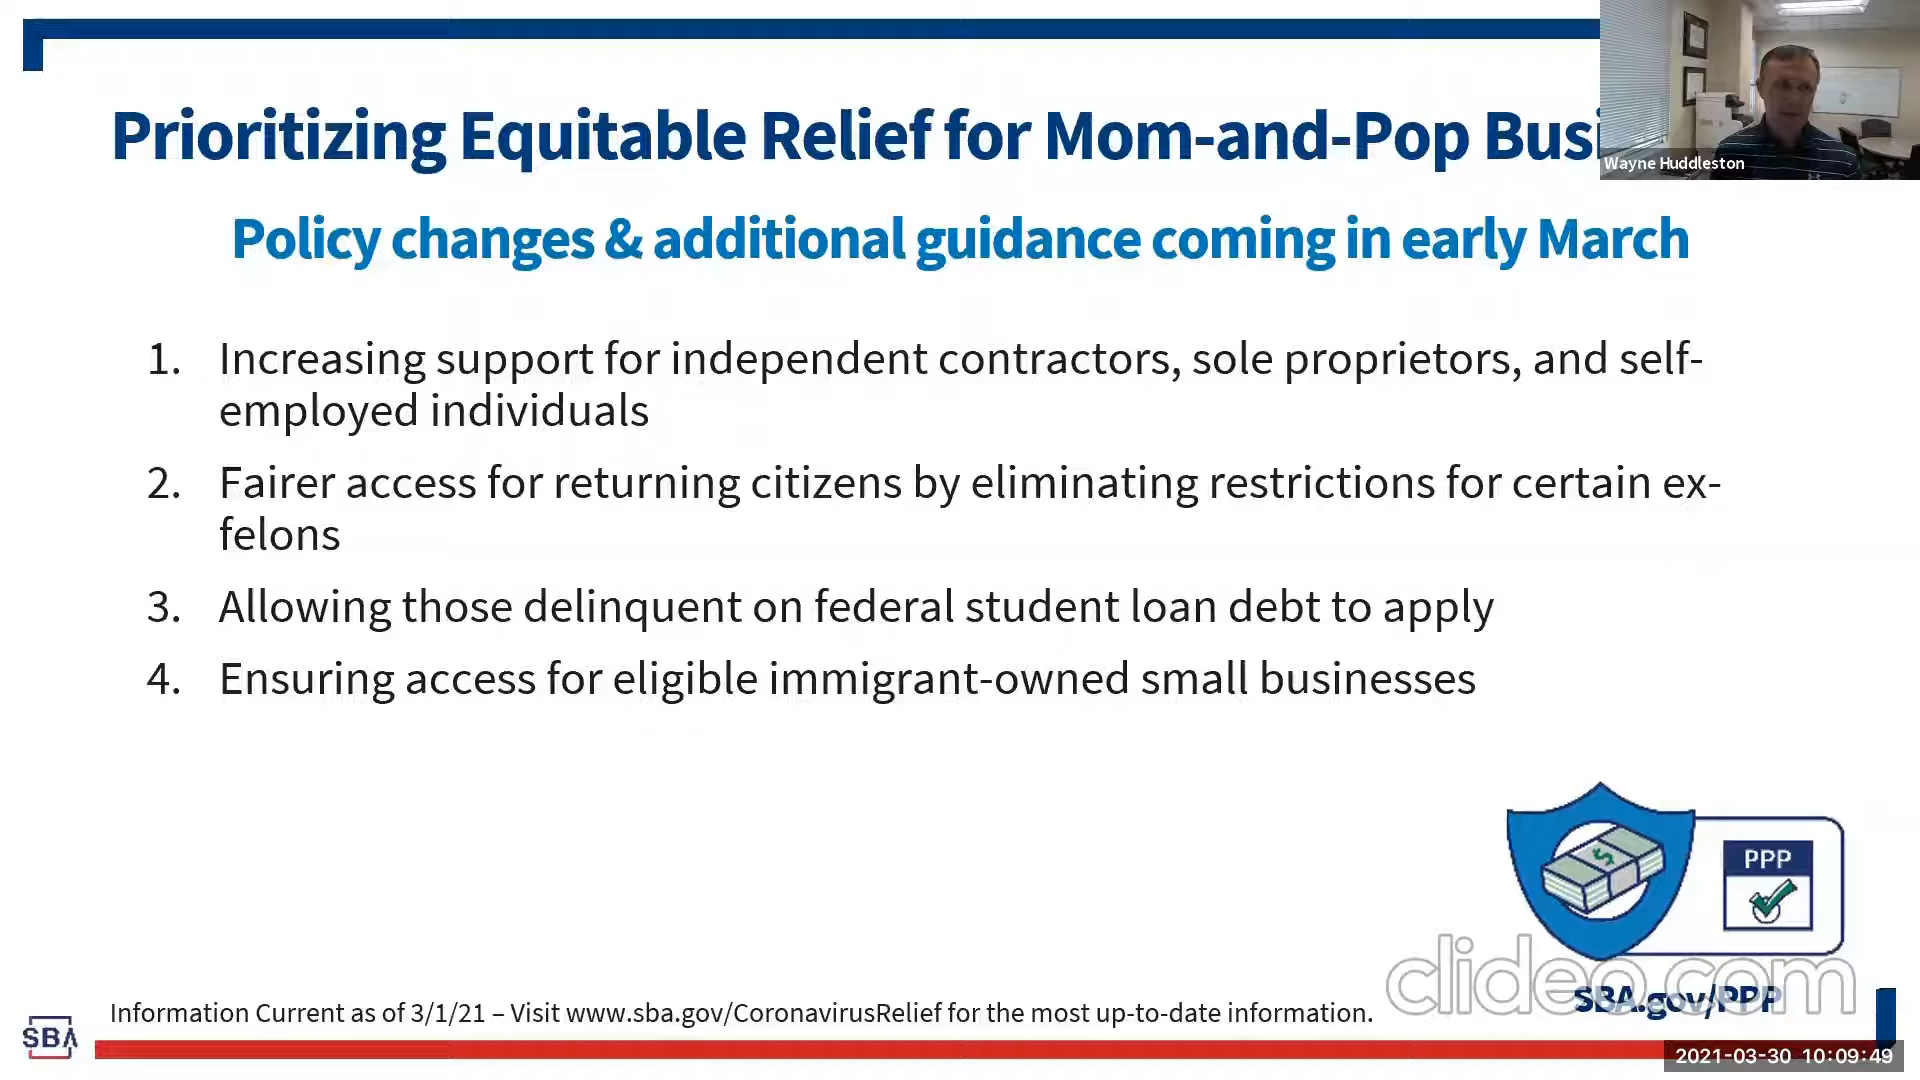 Prioritizing Equitable Relief for Mom-and-Pop Busi
Wayne Huddleston
Policy changes & additional guidance coming in early March
1. Increasing support for independent contractors, sole proprietors, and self-
employed individuals
2. Fairer access for returning citizens by eliminating restrictions for certain ex-
felons
3. Allowing those delinquent on federal student loan debt to apply
4. Ensuring access for eligible immigrant-owned small businesses
PPP
clideo.com
SBA.gov/PPP
Information Current as of 3/1/21 – Visit www.sba.gov/CoronavirusRelief for the most up-to-date information.
SBA
2021-03-30 10:09:49